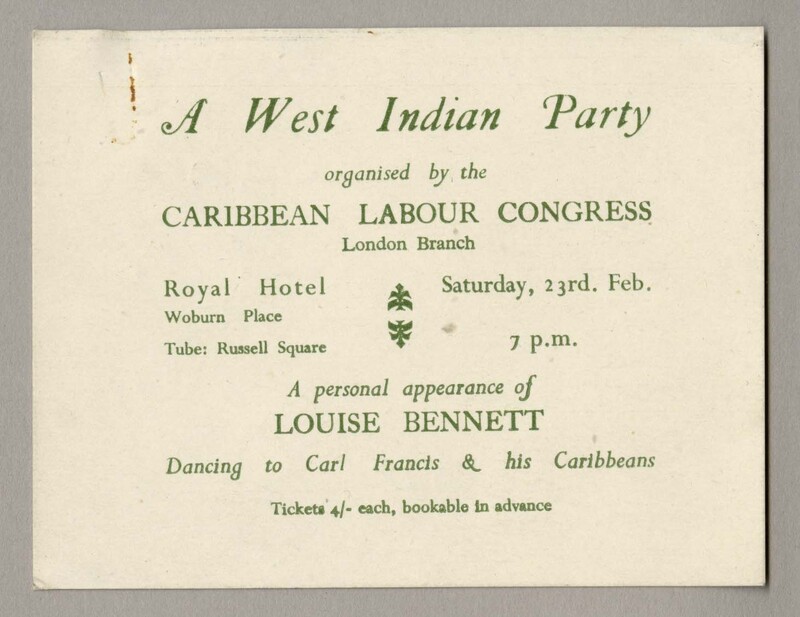 A West Indian Party
organised by the
CARIBBEAN LABOUR CONGRESS
London Branch
Royal Hotel
Woburn Place
Tube: Russell Square
Saturday, 23rd. Feb.
7 p.m.
A personal appearance of
LOUISE BENNETT
Dancing to Carl Francis & his Caribbeans
Tickets 4/- each, bookable in advance